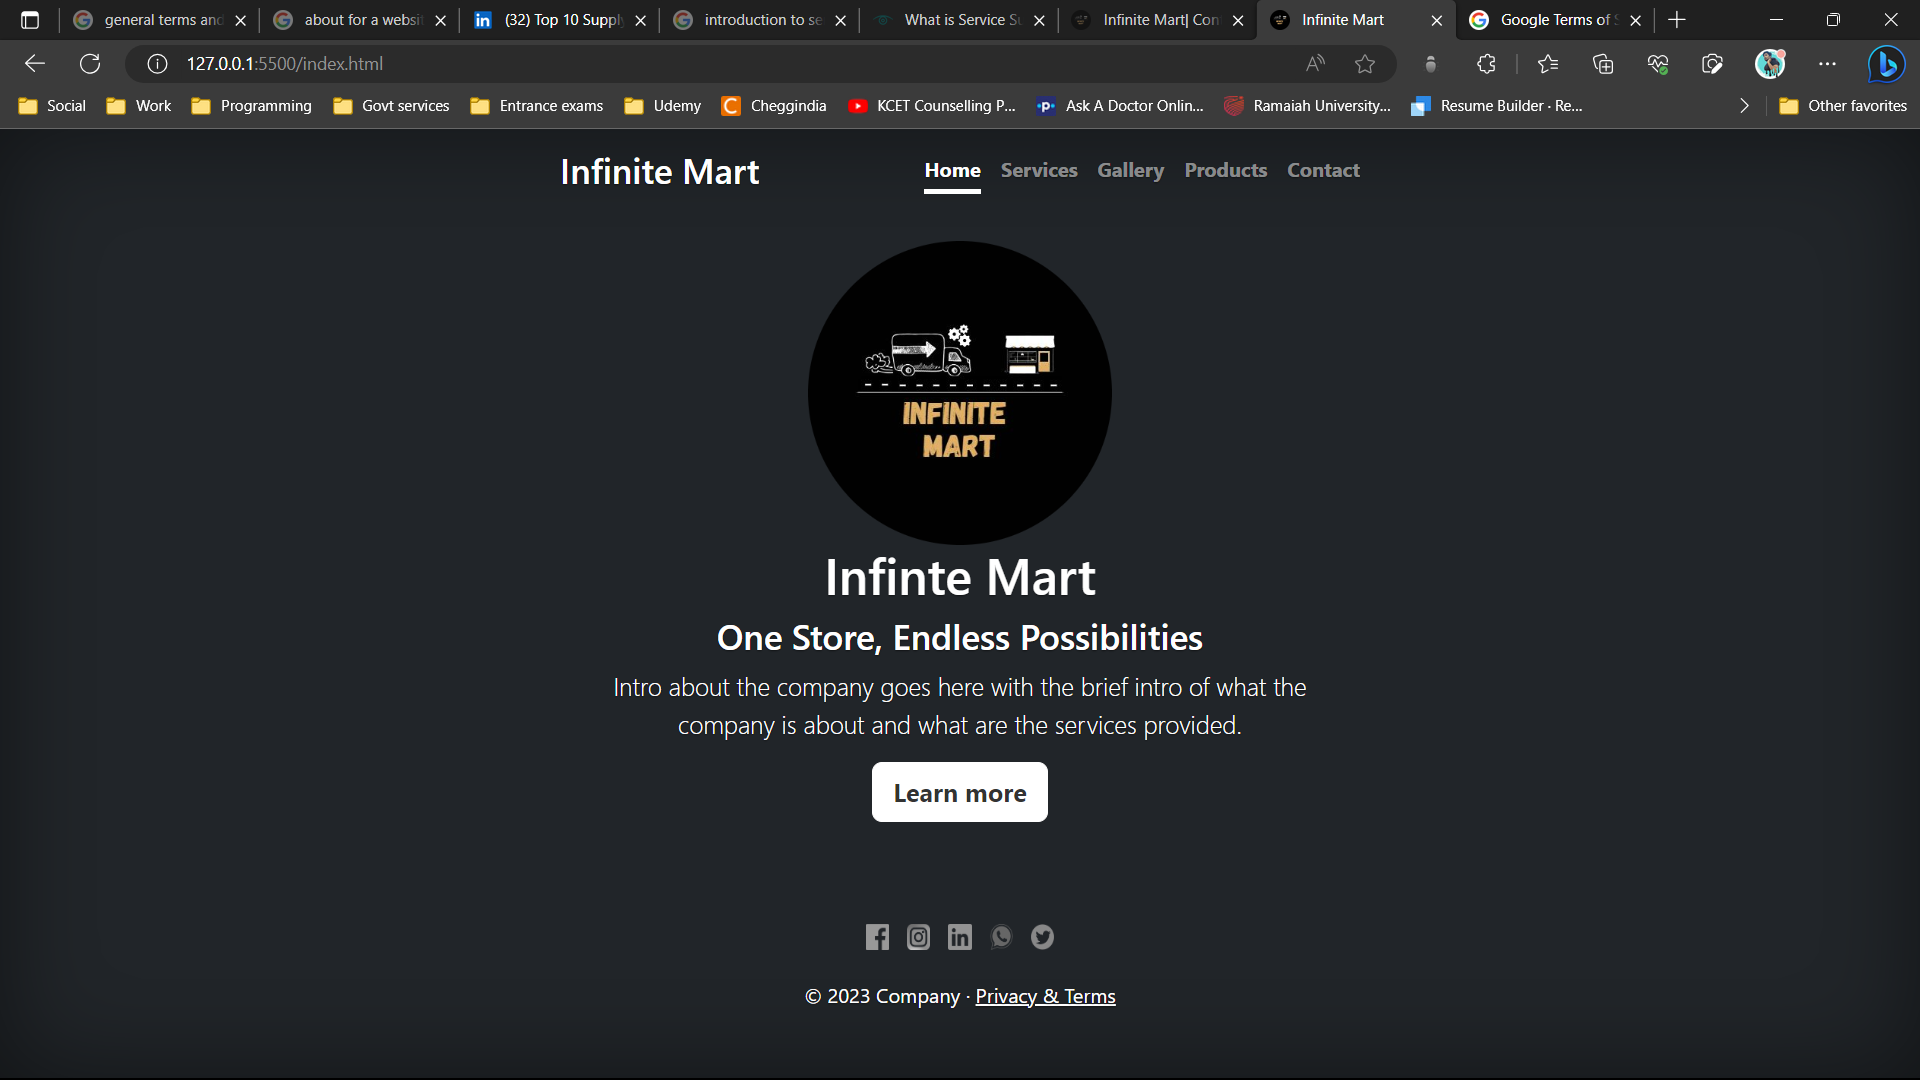 general terms and
about for a websit
(32) Top 10 Supply
introduction to se
What is Service Su
Infinite Mart| Con
Infinite Mart
Google Terms of S
127.0.0.1:5500/index.html
Social
Work
Programming
Govt services
Entrance exams
Udemy
Cheggindia
KCET Counselling P...
Ask A Doctor Onlin...
Ramaiah University...
Resume Builder · Re...
Other favorites
Infinite Mart
Home Services Gallery Products Contact
INFINITE
MART
Infinte Mart
One Store, Endless Possibilities
Intro about the company goes here with the brief intro of what the
company is about and what are the services provided.
Learn more
© 2023 Company · Privacy & Terms